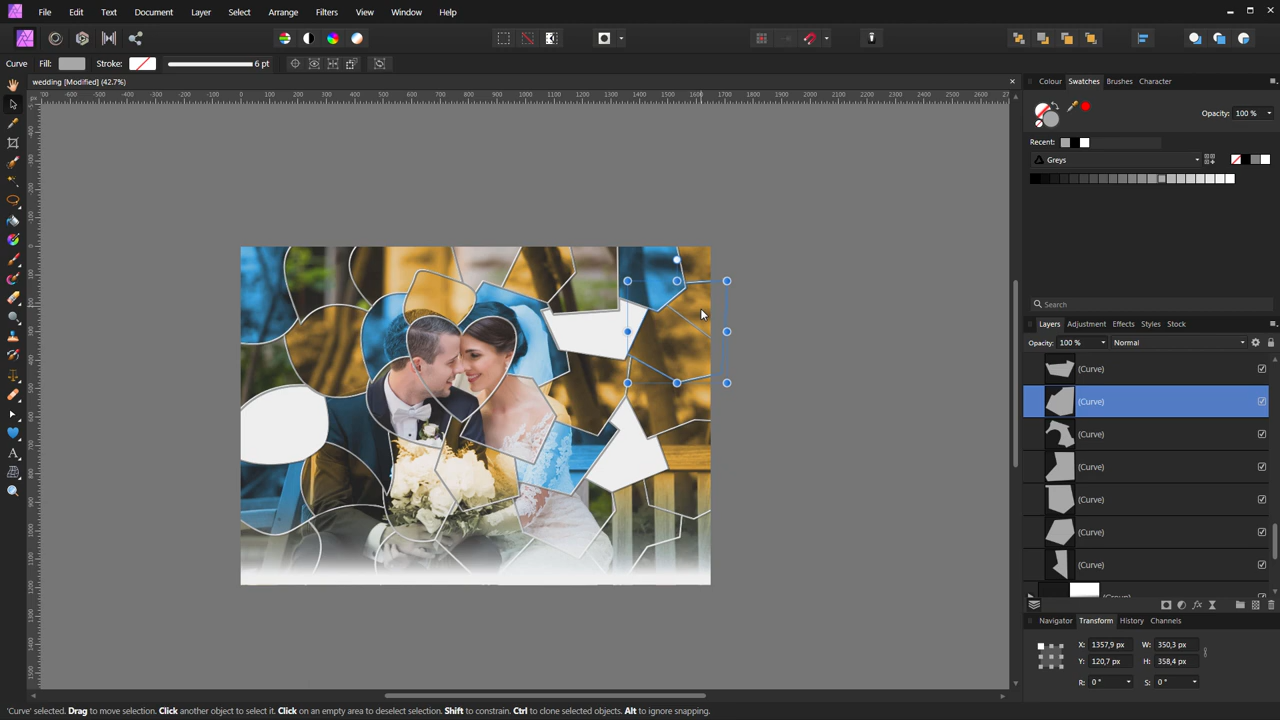 File Edit Text Document Layer Select Arrange Filters View Window Help
Curve Fill: Stroke: 6 pt
wedding [Modified] (42.7%)
Colour Swatches Brushes Character
Opacity: 100 %
Recent:
Greys
Search
Layers Adjustment Effects Styles Stock
Opacity: 100 % Normal
(Curve)
(Curve)
(Curve)
(Curve)
(Curve)
(Curve)
(Curve)
Navigator Transform History Channels
X: 1357,9 px W: 350,3 px
Y: 120,7 px H: 358,4 px
R: 0 ° S: 0 °
'Curve' selected. Drag to move selection. Click another object to select it. Click on an empty area to deselect selection. Shift to constrain. Ctrl to clone selected objects. Alt to ignore snapping.